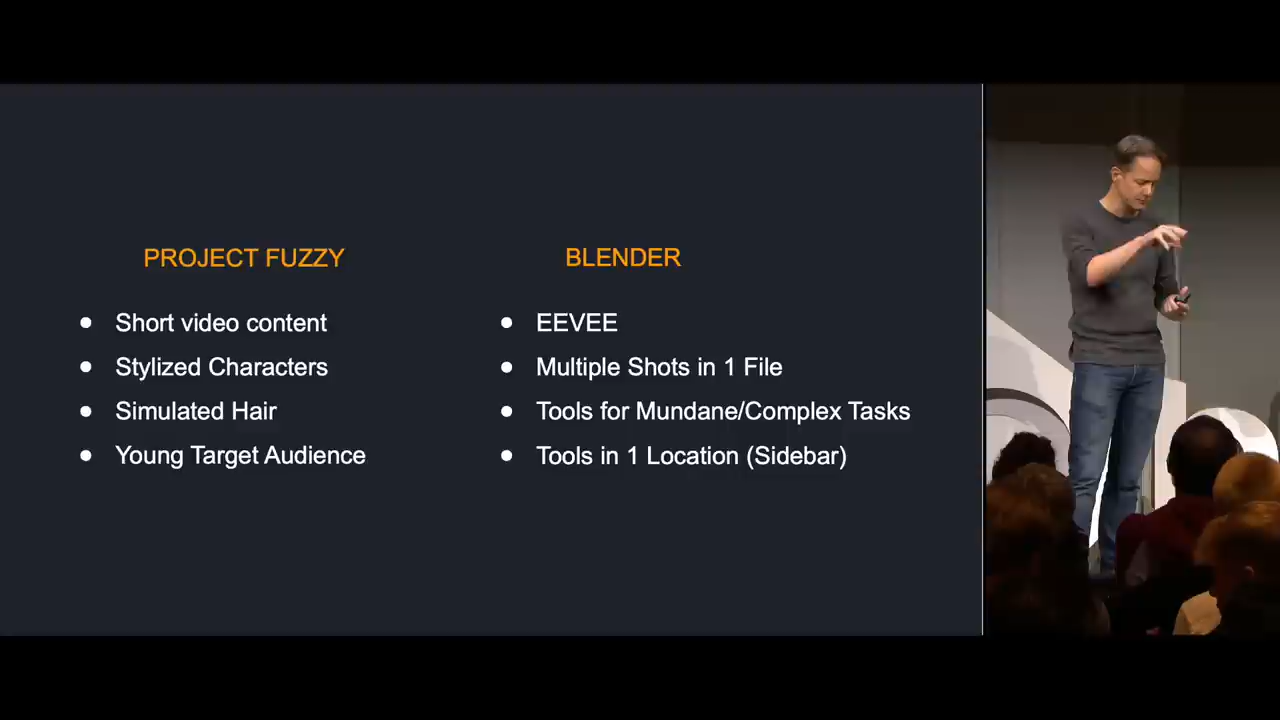 PROJECT FUZZY
Short video content
Stylized Characters
Simulated Hair
Young Target Audience
BLENDER
EEVEE
Multiple Shots in 1 File
Tools for Mundane/Complex Tasks
Tools in 1 Location (Sidebar)